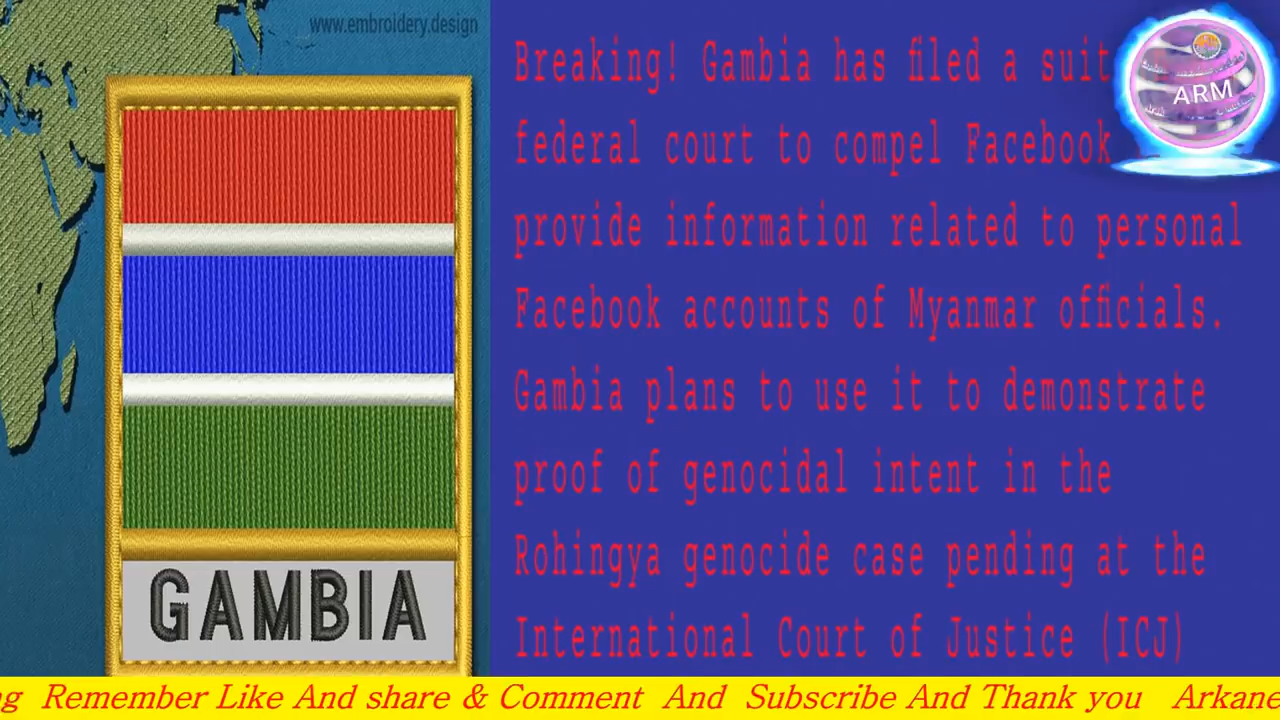 www.embroidery.design
Breaking! Gambia has filed a suit
federal court to compel Facebook
provide information related to personal
Facebook accounts of Myanmar officials.
Gambia plans to use it to demonstrate
proof of genocidal intent in the
Rohingya genocide case pending at the
International Court of Justice (ICJ)
ARM
GAMBIA
ng Remember Like And share & Comment And Subscribe And Thank you Arkane